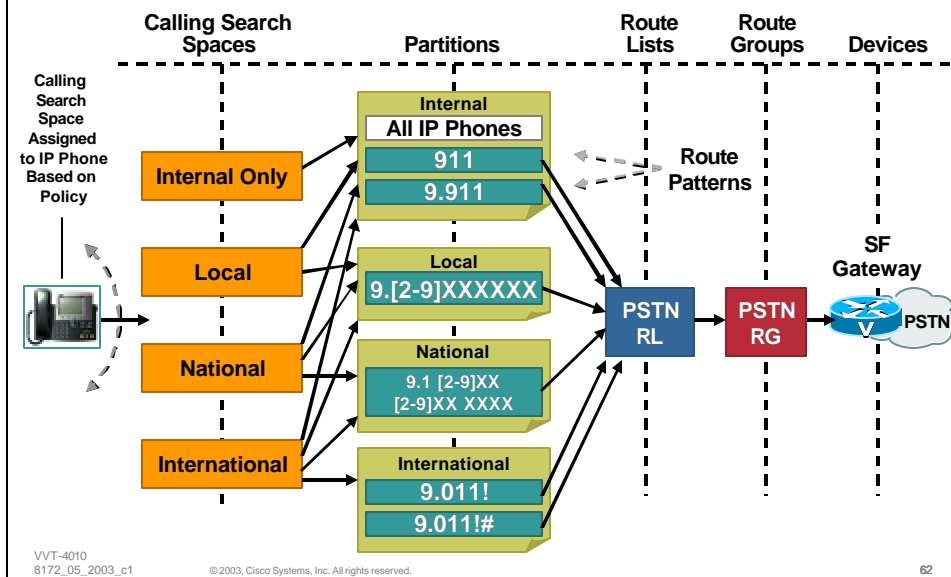 Calling Search
Spaces
Partitions
Route
Lists
Route
Groups
Devices
Calling
Search
Space
Assigned
to IP Phone
Based on
Policy
Internal Only
Local
National
International
Internal
All IP Phones
911
9.911
Local
9.[2-9]XXXXXX
National
9.1 [2-9]XX
[2-9]XX XXXX
International
9.011!
9.011!#
Route
Patterns
PSTN
RL
PSTN
RG
SF
Gateway
V
PSTN
VVT-4010
8172_05_2003_c1
©2003, Cisco Systems, Inc. All rights reserved.
62